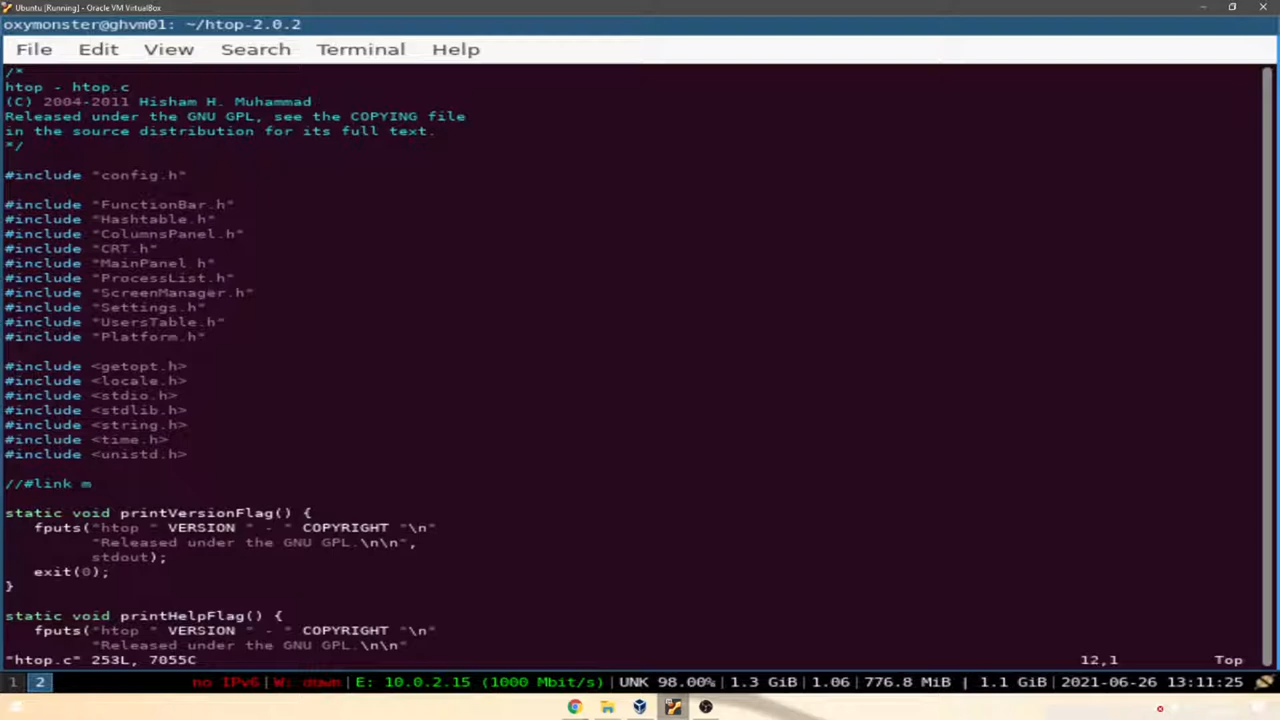 Ubuntu [Running] - Oracle VM VirtualBox
oxymonster@ghvm01: ~/htop-2.0.2
File Edit View Search Terminal Help
/*
htop - htop.c
(C) 2004-2011 Hisham H. Muhammad
Released under the GNU GPL, see the COPYING file
in the source distribution for its full text.
*/
#include "config.h"
#include "FunctionBar.h"
#include "Hashtable.h"
#include "ColumnsPanel.h"
#include "CRT.h"
#include "MainPanel.h"
#include "ProcessList.h"
#include "ScreenManager.h"
#include "Settings.h"
#include "UsersTable.h"
#include "Platform.h"
#include <getopt.h>
#include <locale.h>
#include <stdio.h>
#include <stdlib.h>
#include <string.h>
#include <time.h>
#include <unistd.h>
//#link m
static void printVersionFlag() {
fputs("htop " VERSION " - " COPYRIGHT "\n"
"Released under the GNU GPL.\n\n",
stdout);
exit(0);
}
static void printHelpFlag() {
fputs("htop " VERSION " - " COPYRIGHT "\n"
"Released under the GNU GPL.\n\n"
"htop.c" 253L, 7055C 12,1 Top
1 2 no IPv6|W: down|E: 10.0.2.15 (1000 Mbit/s)|UNK 98.00%|1.3 GiB|1.06|776.8 MiB | 1.1 GiB|2021-06-26 13:11:25